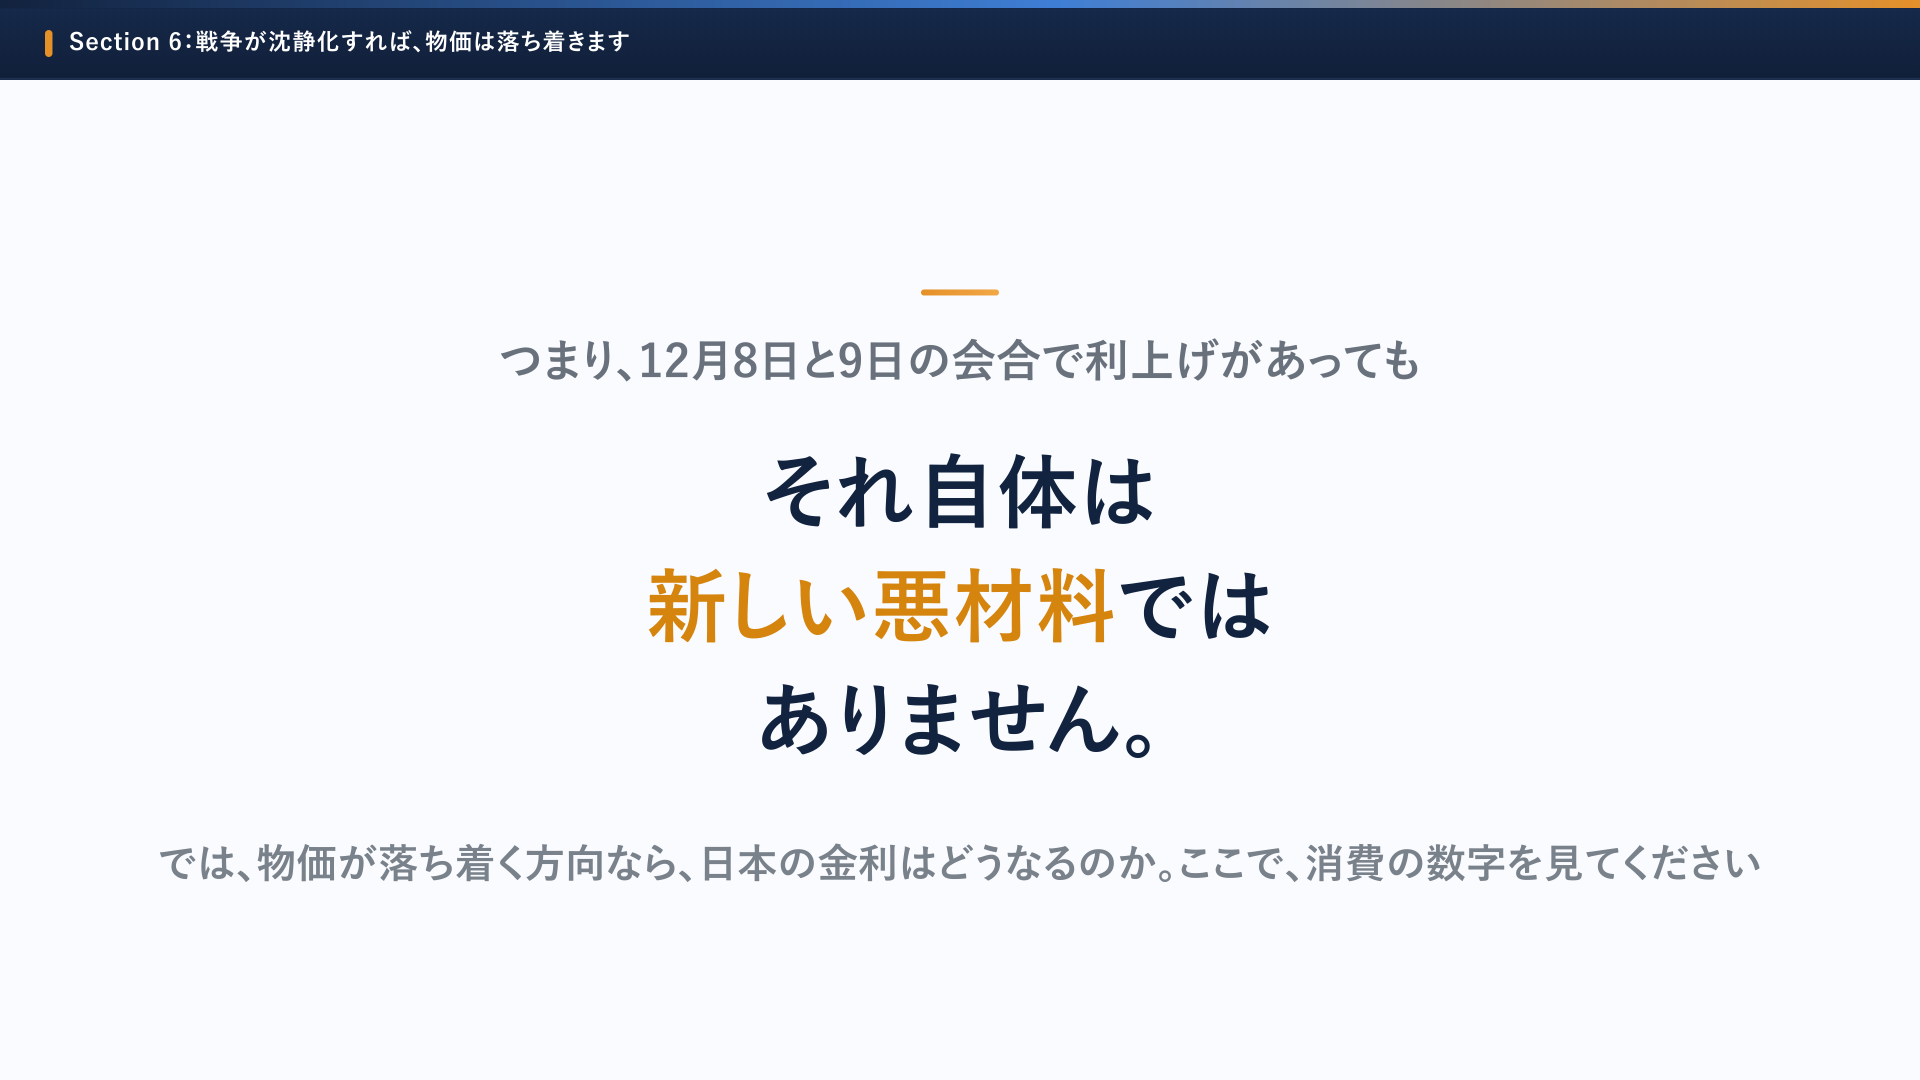 Section 6：戦争が沈静化すれば、物価は落ち着きます
つまり、12月8日と9日の会合で利上げがあっても
それ自体は
新しい悪材料では
ありません。
では、物価が落ち着く方向なら、日本の金利はどうなるのか。ここで、消費の数字を見てください